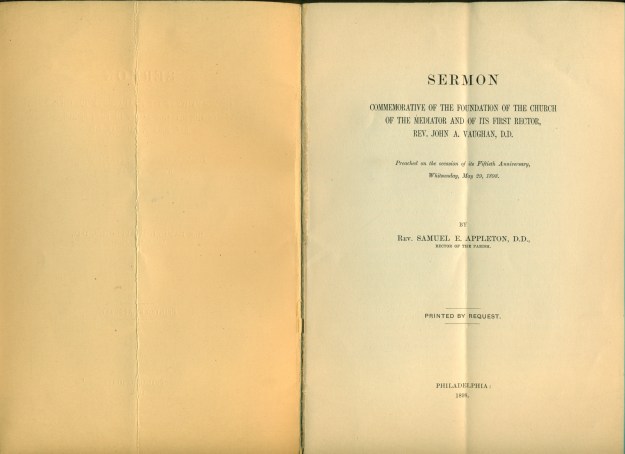 SERMON
COMMEMORATIVE OF THE FOUNDATION OF THE CHURCH
OF THE MEDIATOR AND OF ITS FIRST RECTOR,
REV. JOHN A. VAUGHAN, D.D.
Preached on the occasion of its Fiftieth Anniversary,
Whitsunday, May 29, 1898.
BY
REV. SAMUEL E. APPLETON, D.D.,
RECTOR OF THE PARISH.
PRINTED BY REQUEST.
PHILADELPHIA:
1898.